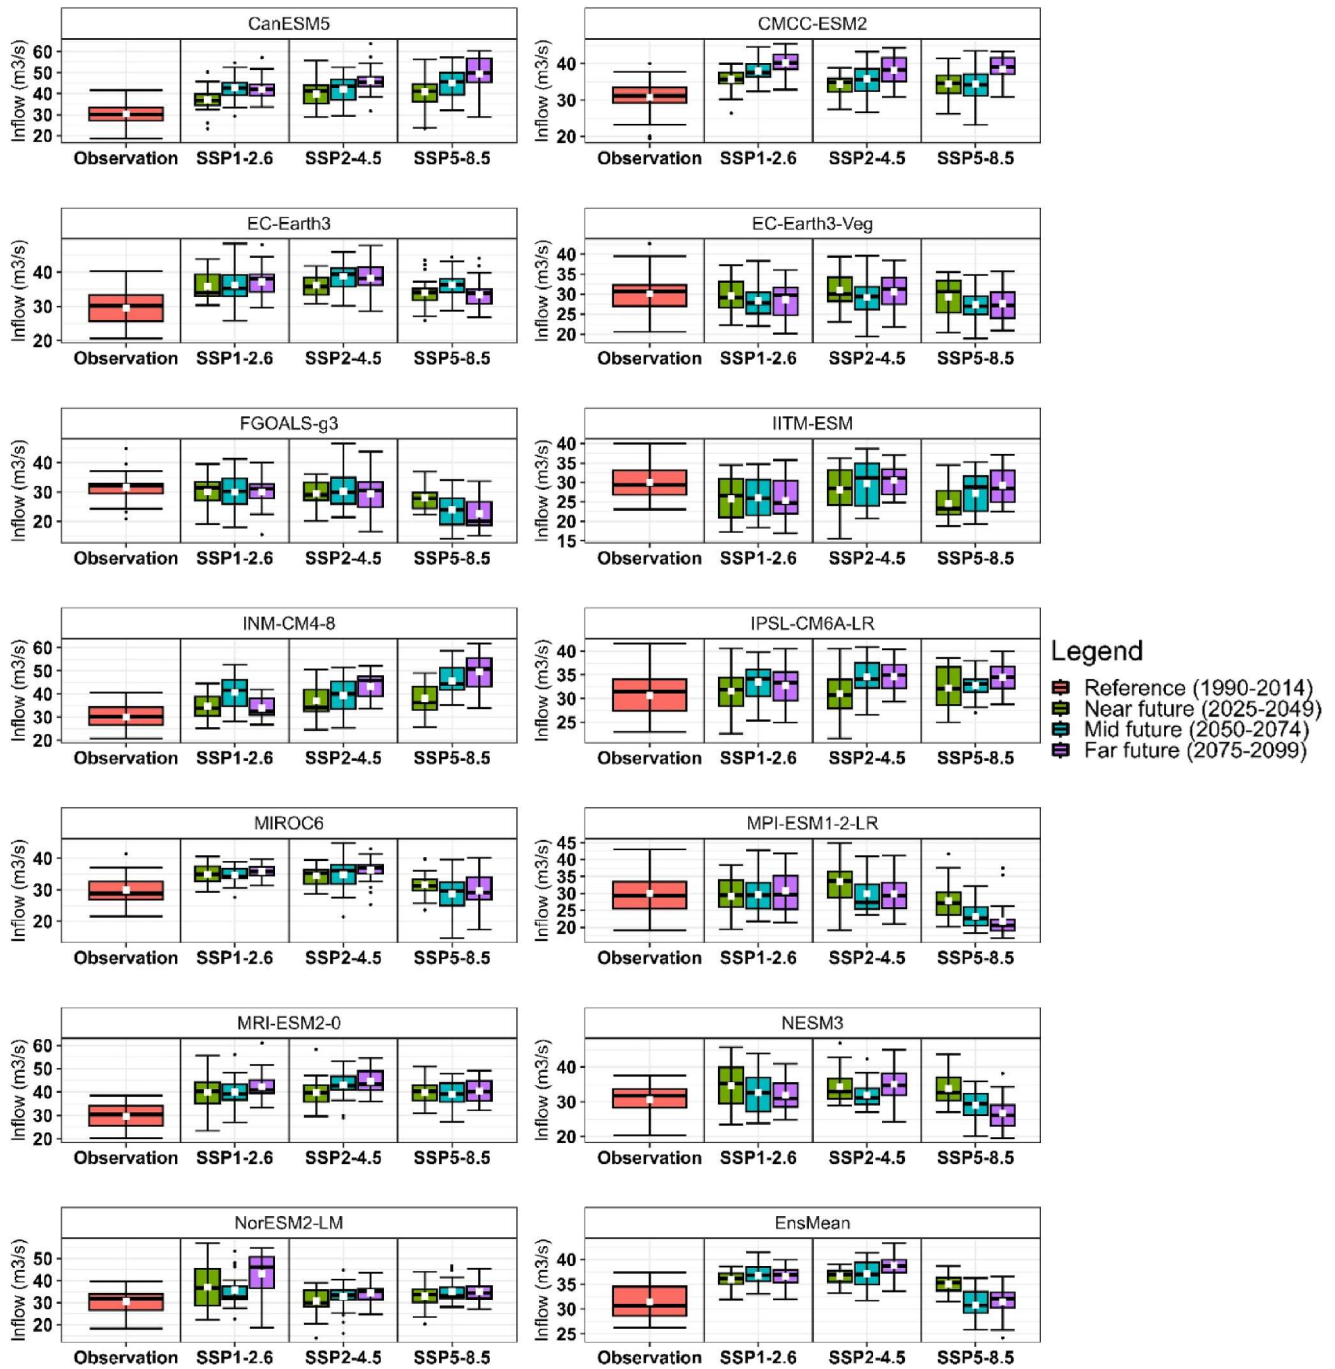 CanESM5
CMCC-ESM2
Inflow (m3/s)
60
50
40
30
20
Inflow (m3/s)
40
30
20
Observation SSP1-2.6 SSP2-4.5 SSP5-8.5
Observation SSP1-2.6 SSP2-4.5 SSP5-8.5
EC-Earth3
EC-Earth3-Veg
Inflow (m3/s)
40
30
20
Inflow (m3/s)
40
35
30
25
20
Observation SSP1-2.6 SSP2-4.5 SSP5-8.5
Observation SSP1-2.6 SSP2-4.5 SSP5-8.5
FGOALS-g3
IITM-ESM
Inflow (m3/s)
40
30
20
Inflow (m3/s)
40
35
30
25
20
15
Observation SSP1-2.6 SSP2-4.5 SSP5-8.5
Observation SSP1-2.6 SSP2-4.5 SSP5-8.5
INM-CM4-8
IPSL-CM6A-LR
Inflow (m3/s)
60
50
40
30
20
Inflow (m3/s)
40
35
30
25
Observation SSP1-2.6 SSP2-4.5 SSP5-8.5
Observation SSP1-2.6 SSP2-4.5 SSP5-8.5
Legend
Reference (1990-2014)
Near future (2025-2049)
Mid future (2050-2074)
Far future (2075-2099)
MIROC6
MPI-ESM1-2-LR
Inflow (m3/s)
40
30
20
Inflow (m3/s)
45
40
35
30
25
20
Observation SSP1-2.6 SSP2-4.5 SSP5-8.5
Observation SSP1-2.6 SSP2-4.5 SSP5-8.5
MRI-ESM2-0
NESM3
Inflow (m3/s)
60
50
40
30
20
Inflow (m3/s)
40
30
20
Observation SSP1-2.6 SSP2-4.5 SSP5-8.5
Observation SSP1-2.6 SSP2-4.5 SSP5-8.5
NorESM2-LM
EnsMean
Inflow (m3/s)
50
40
30
20
Inflow (m3/s)
40
35
30
25
Observation SSP1-2.6 SSP2-4.5 SSP5-8.5
Observation SSP1-2.6 SSP2-4.5 SSP5-8.5